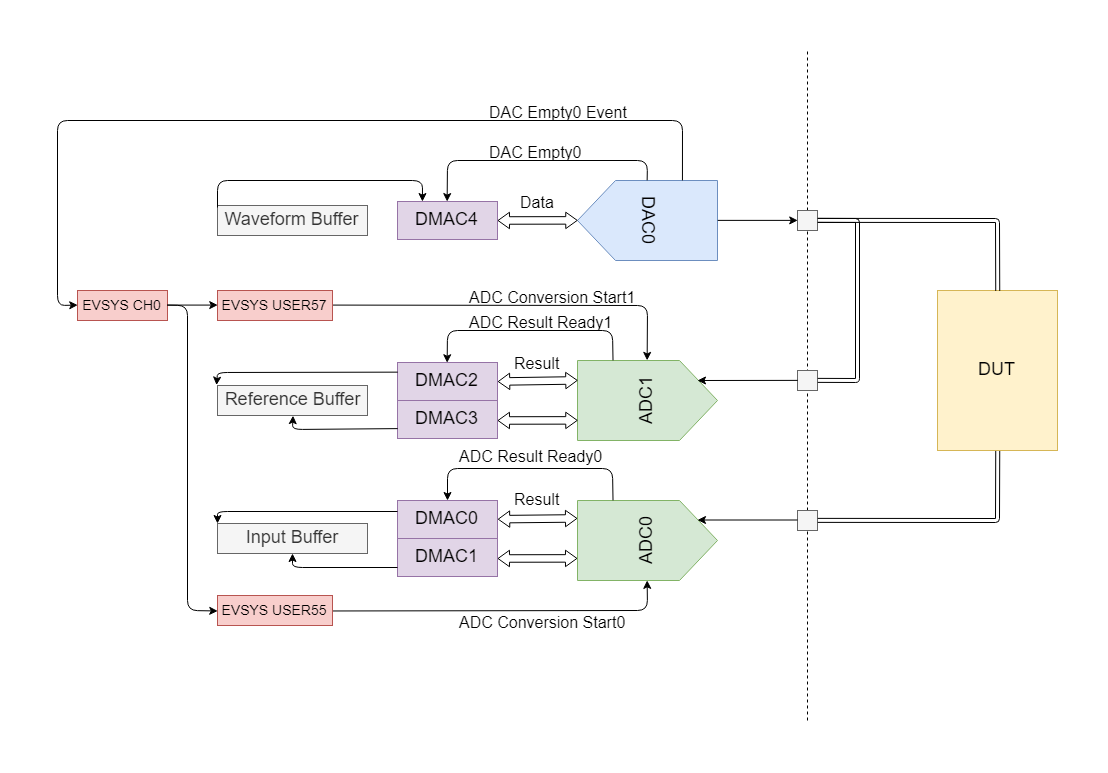 DAC Empty0 Event
DAC Empty0
Waveform Buffer
DMAC4
Data
DAC0
EVSYS CH0
EVSYS USER57
ADC Conversion Start1
ADC Result Ready1
Result
DMAC2
Reference Buffer
DMAC3
ADC1
DUT
ADC Result Ready0
Result
DMAC0
Input Buffer
DMAC1
ADC0
EVSYS USER55
ADC Conversion Start0